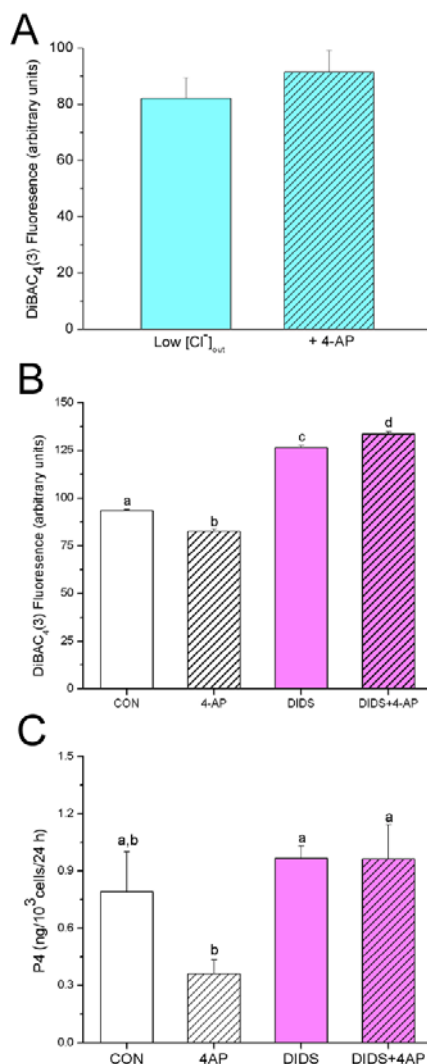 A
DiBAC4(3) Fluoresence (arbitrary units)
100
80
60
40
20
0
Low [Cl-]out
+ 4-AP
B
DiBAC4(3) Fluoresence (arbitrary units)
150
125
100
75
50
25
0
a
b
c
d
CON
4-AP
DIDS
DIDS+4-AP
C
P4 (ng/10^3cells/24 h)
1.5
1.2
0.9
0.6
0.3
0.0
a,b
b
a
a
CON
4AP
DIDS
DIDS+4AP